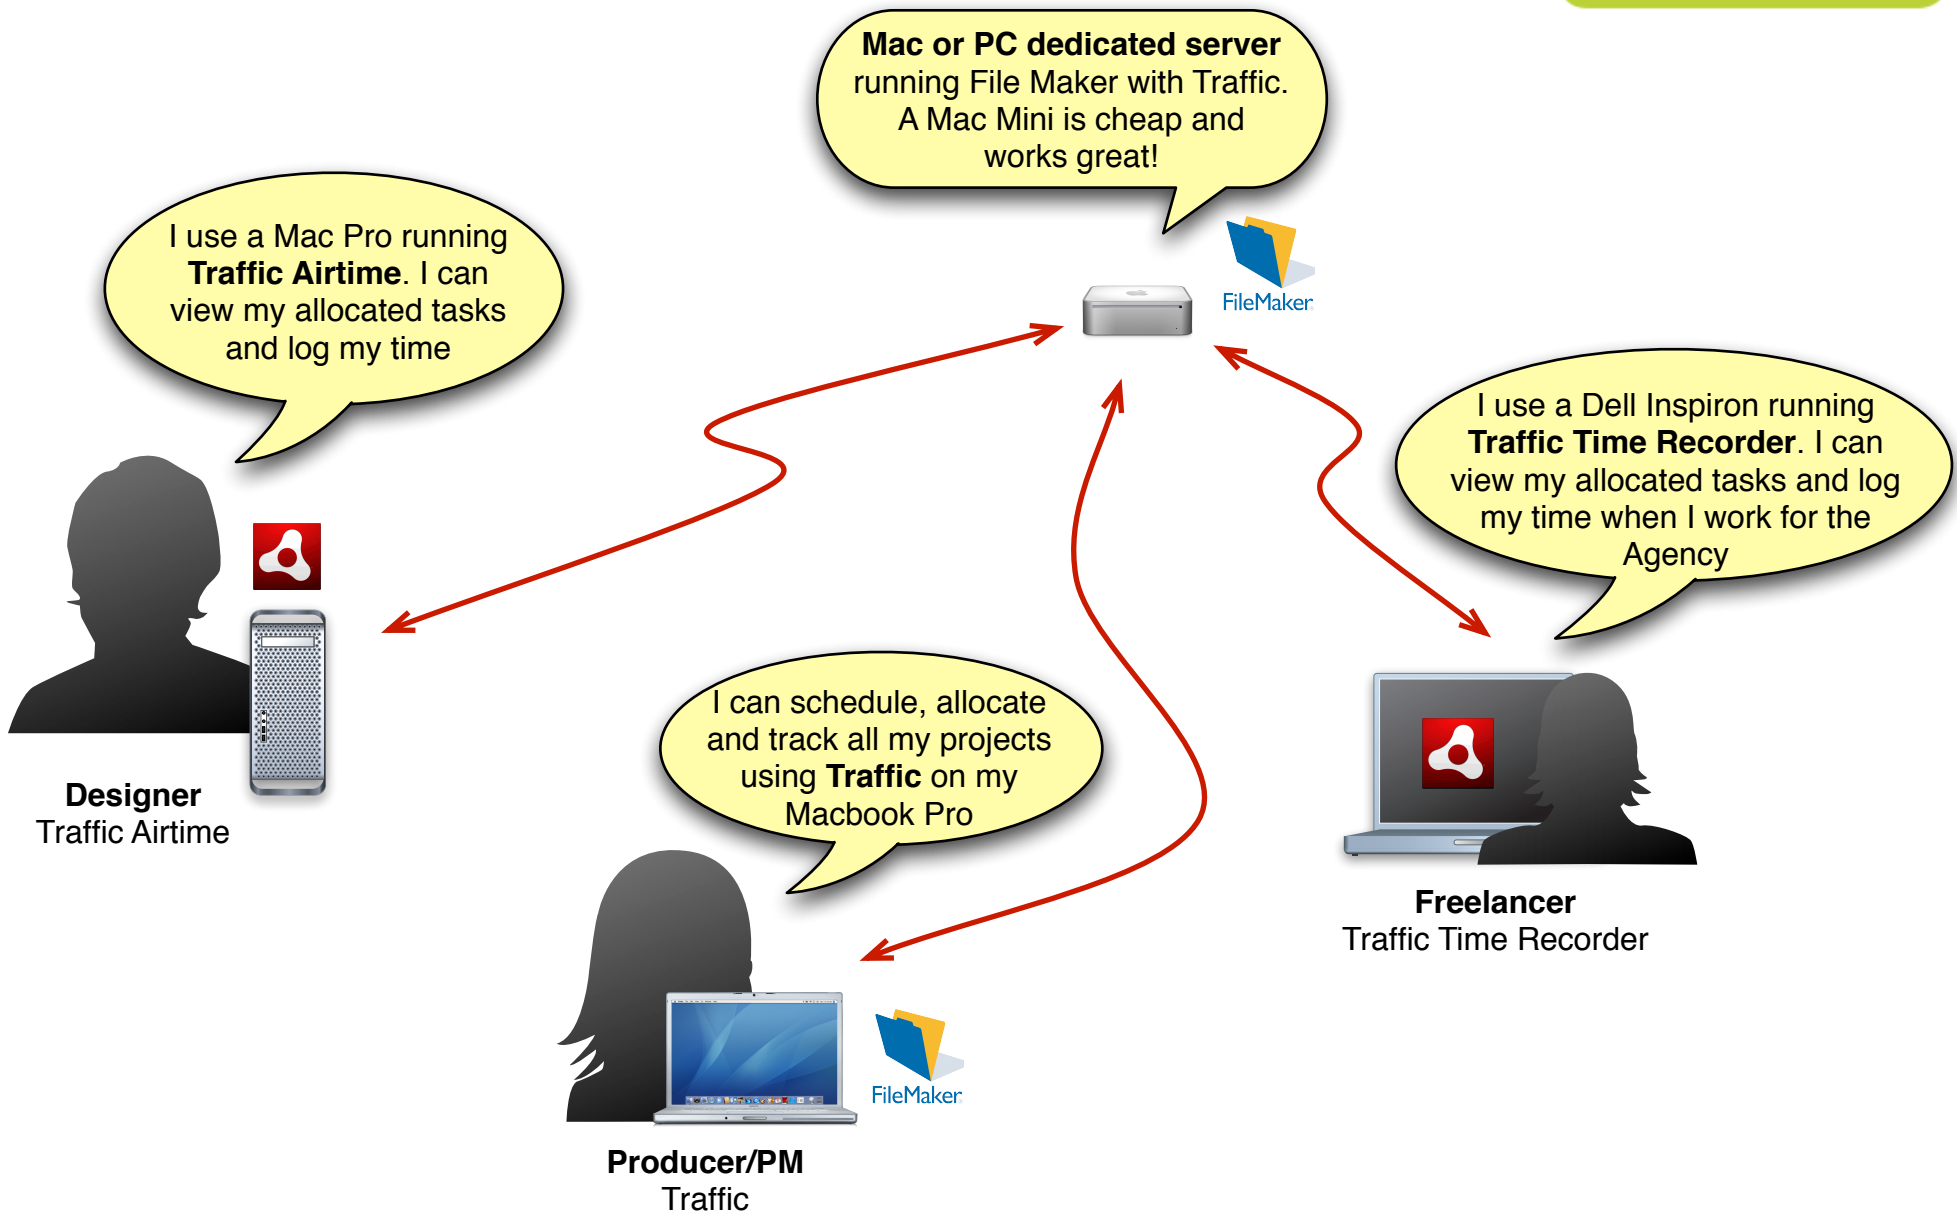 Mac or PC dedicated server
running File Maker with Traffic.
A Mac Mini is cheap and
works great!
I use a Mac Pro running
Traffic Airtime. I can
view my allocated tasks
and log my time
FileMaker
I use a Dell Inspiron running
Traffic Time Recorder. I can
view my allocated tasks and log
my time when I work for the
Agency
I can schedule, allocate
and track all my projects
using Traffic on my
Macbook Pro
Designer
Traffic Airtime
Freelancer
Traffic Time Recorder
FileMaker
Producer/PM
Traffic